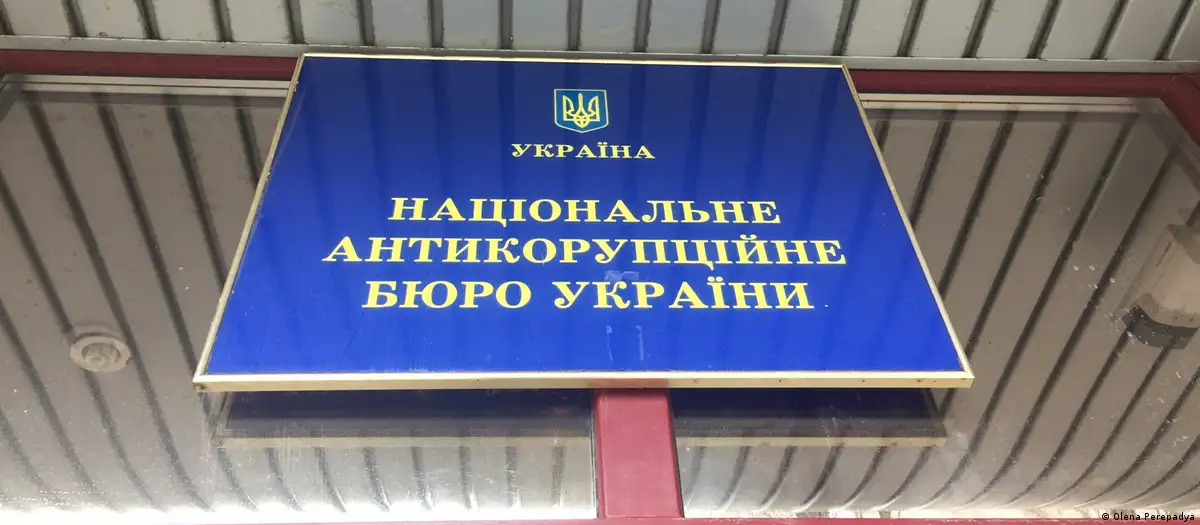 УКРАЇНА
НАЦІОНАЛЬНЕ
АНТИКОРУПЦІЙНЕ
БЮРО УКРАЇНИ
© Olena Perepadya